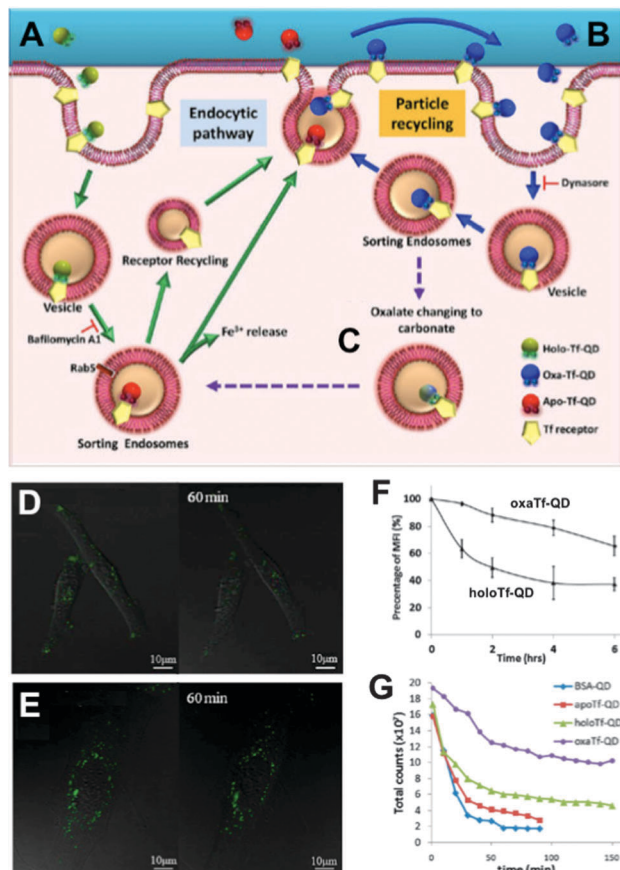 A
B
Endocytic
pathway
Particle
recycling
Dynasore
Sorting Endosomes
Vesicle
Receptor Recycling
Vesicle
Oxalate changing to
carbonate
Bafilomycin A1
Fe3+ release
C
Rab5
Sorting Endosomes
Holo-Tf-QD
Oxa-Tf-QD
Apo-Tf-QD
Tf receptor
D
60 min
10μm
10μm
E
60 min
10μm
10μm
F
Precentage of MFI (%)
100
80
60
40
20
0
oxaTf-QD
holoTf-QD
0
1
2
4
6
Time (hrs)
G
Total counts (x10⁷)
20
18
16
14
12
10
8
6
4
2
0
BSA-QD
apoTf-QD
holoTf-QD
oxaTf-QD
0
50
100
150
time (min)